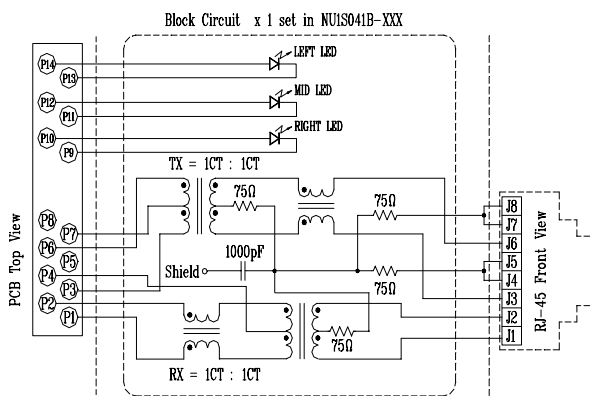 Block Circuit x 1 set in NU1S041B-XXX
P14
P13
LEFT LED
P12
P11
MID LED
P10
P9
RIGHT LED
TX = 1CT : 1CT
75Ω
75Ω
P8
P7
P6
P5
P4
P3
P2
P1
PCB Top View
1000pF
Shield
75Ω
75Ω
RX = 1CT : 1CT
J8
J7
J6
J5
J4
J3
J2
J1
RJ-45 Front View